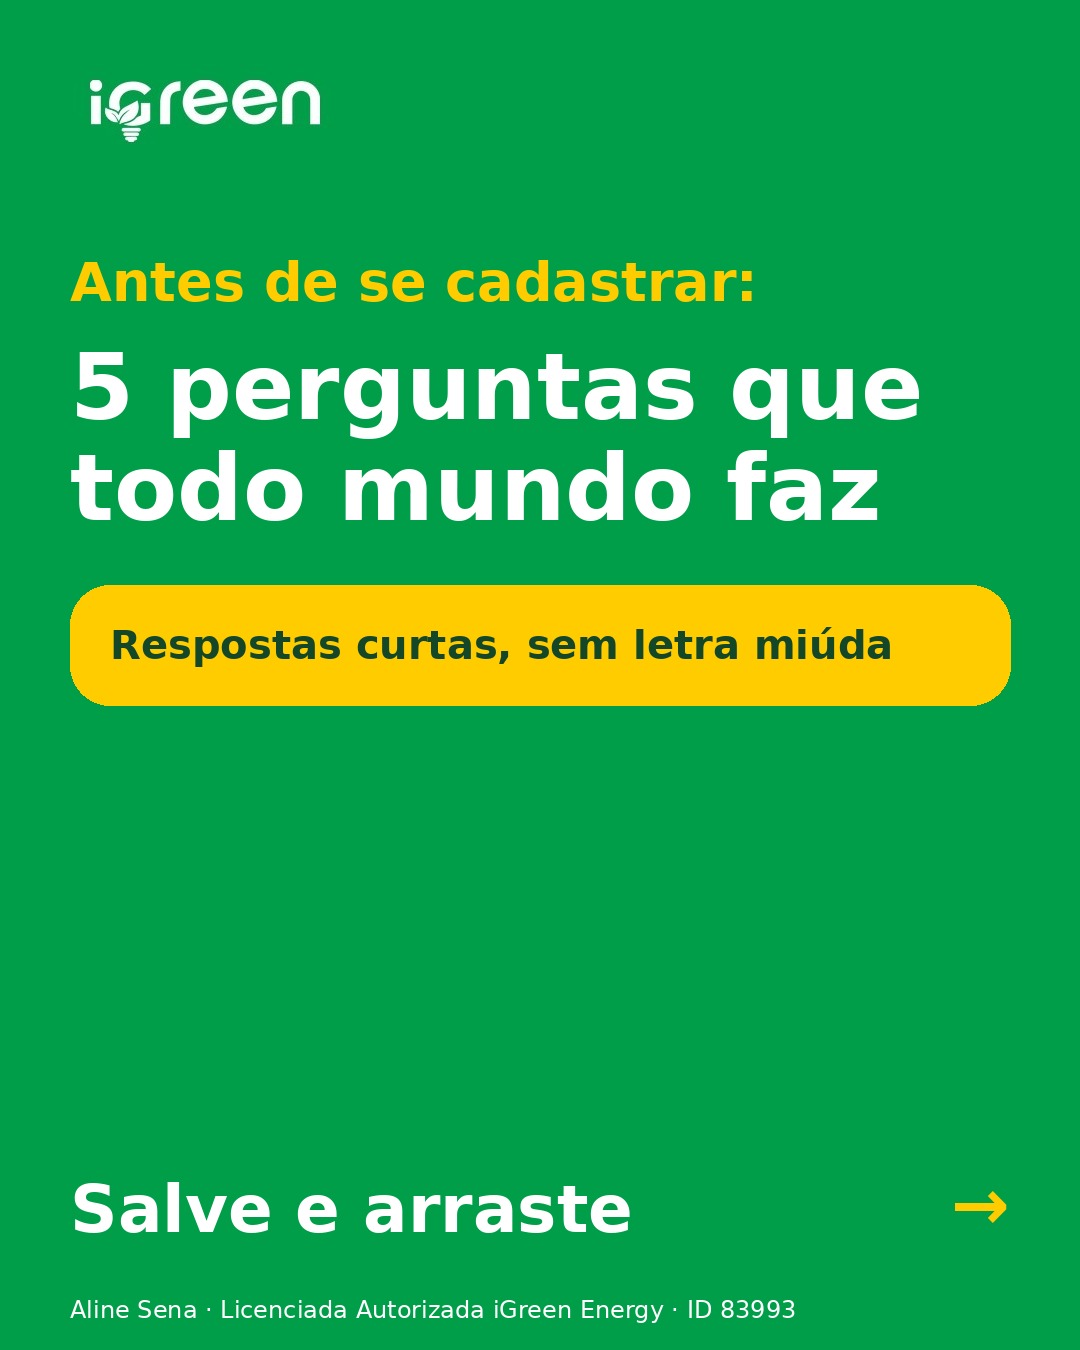 iGreen
Antes de se cadastrar:
5 perguntas que
todo mundo faz
Respostas curtas, sem letra miúda
Salve e arraste →
Aline Sena · Licenciada Autorizada iGreen Energy · ID 83993